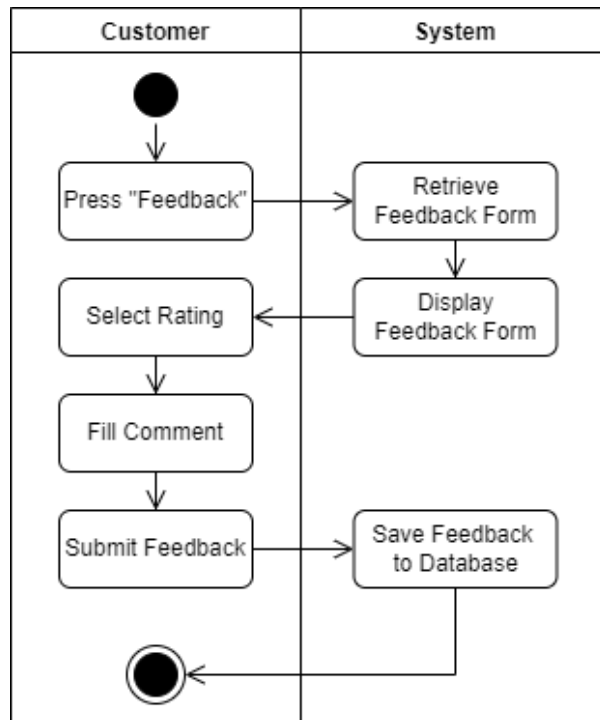 Customer
System
Press "Feedback"
Retrieve
Feedback Form
Display
Feedback Form
Select Rating
Fill Comment
Submit Feedback
Save Feedback
to Database